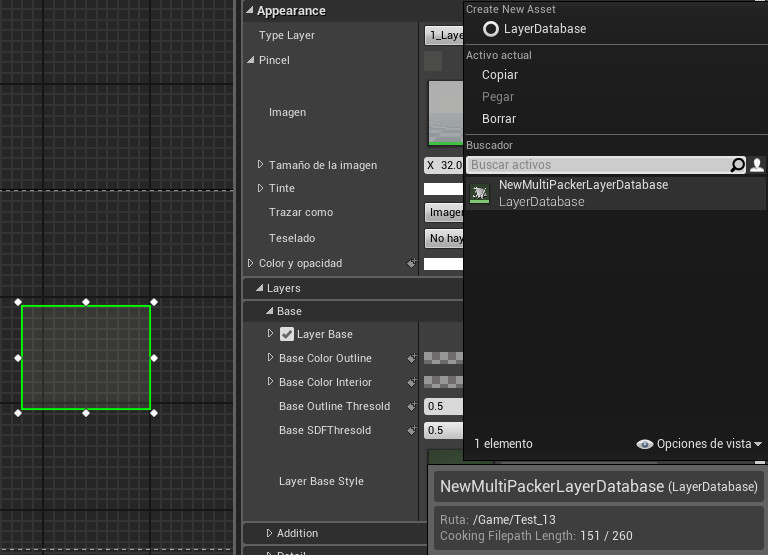 Appearance
Type Layer
1_Laye
Pincel
Imagen
Tamaño de la imagen
X 32.0
Tinte
Trazar como
Image
Teselado
No hay
Color y opacidad
Layers
Base
Layer Base
Base Color Outline
Base Color Interior
Base Outline Thresold
0.5
Base SDFThresold
0.5
Layer Base Style
Addition
Create New Asset
LayerDatabase
Activo actual
Copiar
Pegar
Borrar
Buscador
Buscar activos
NewMultiPackerLayerDatabase
LayerDatabase
1 elemento
Opciones de vista
NewMultiPackerLayerDatabase (LayerDatabase)
Ruta: /Game/Test_13
Cooking Filepath Length: 151 / 260